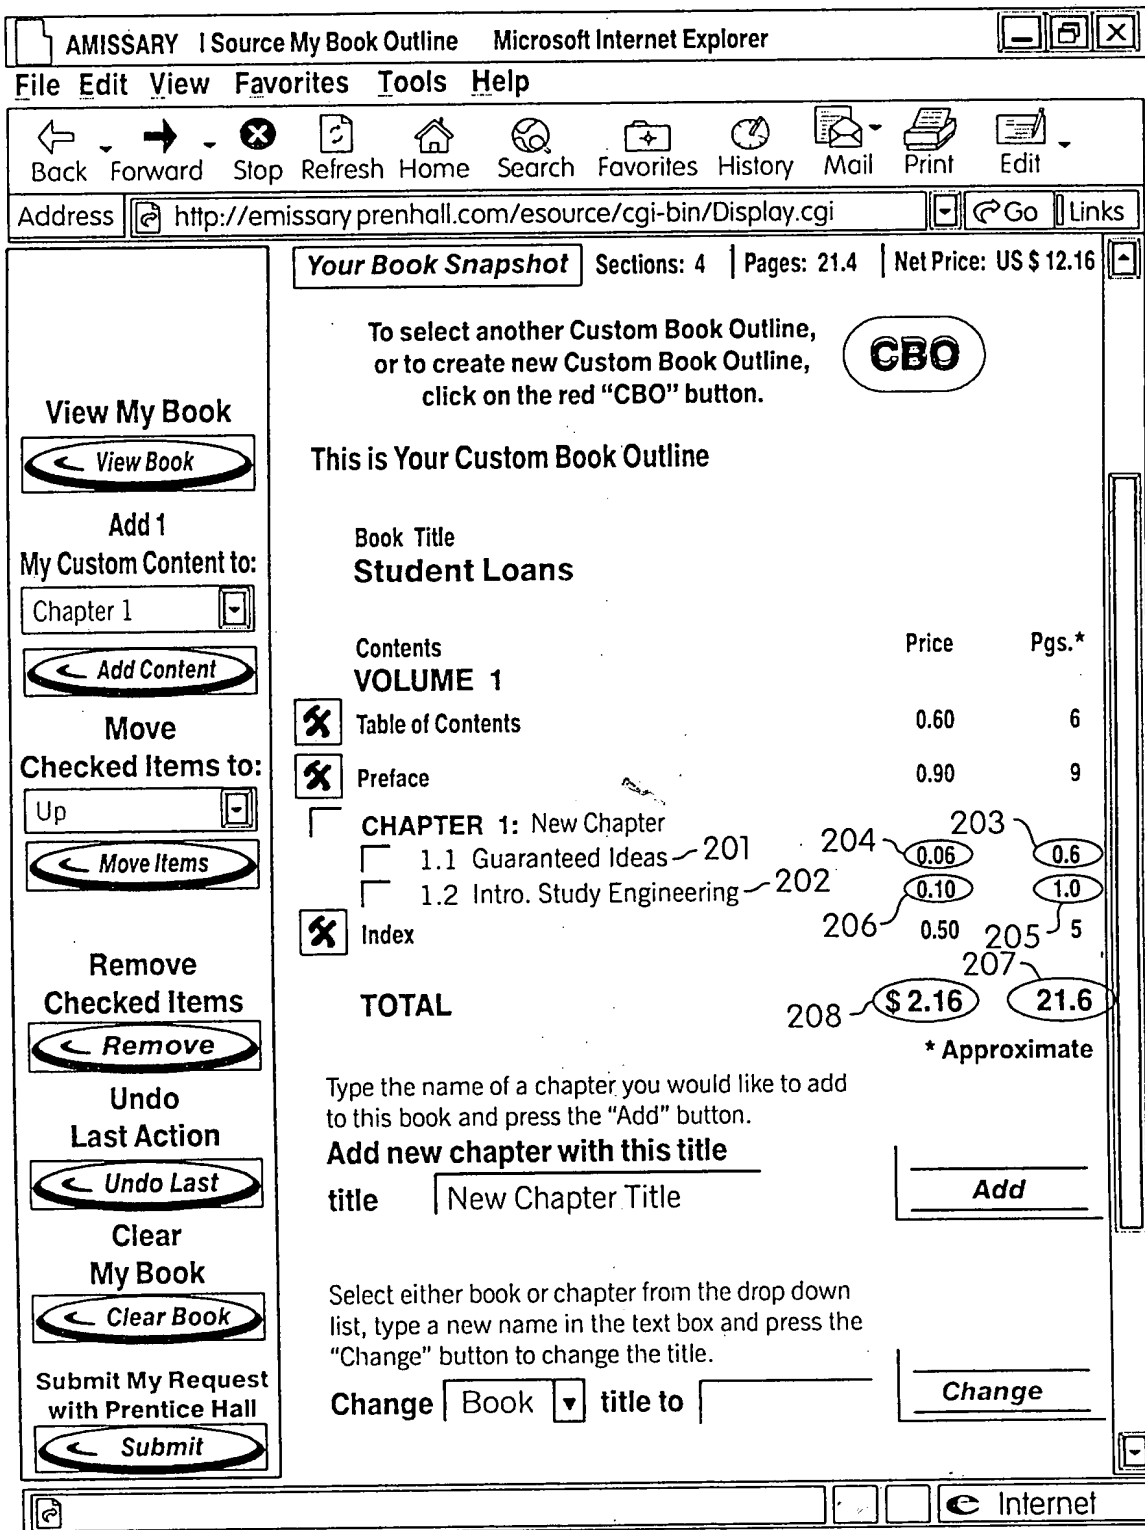 AMISSARY I Source My Book Outline Microsoft Internet Explorer
File Edit View Favorites Tools Help
Back Forward Stop Refresh Home Search Favorites History Mail Print Edit
Address http://emissary prenhall.com/esource/cgi-bin/Display.cgi Go Links
Your Book Snapshot Sections: 4 Pages: 21.4 Net Price: US $ 12.16
To select another Custom Book Outline,
or to create new Custom Book Outline,
click on the red “CBO” button.
CBO
View My Book
View Book
Add 1
My Custom Content to:
Chapter 1
Add Content
Move
Checked Items to:
Up
Move Items
Remove
Checked Items
Remove
Undo
Last Action
Undo Last
Clear
My Book
Clear Book
Submit My Request
with Prentice Hall
Submit
This is Your Custom Book Outline
Book Title
Student Loans
Contents Price Pgs.*
VOLUME 1
Table of Contents 0.60 6
Preface 0.90 9
CHAPTER 1: New Chapter 203
1.1 Guaranteed Ideas 201 204 0.06 0.6
1.2 Intro. Study Engineering 202 0.10 1.0
Index 206 0.50 205 5
207
TOTAL 208 $ 2.16 21.6
* Approximate
Type the name of a chapter you would like to add
to this book and press the “Add” button.
Add new chapter with this title
title New Chapter Title Add
Select either book or chapter from the drop down
list, type a new name in the text box and press the
“Change” button to change the title.
Change Book title to Change
Internet